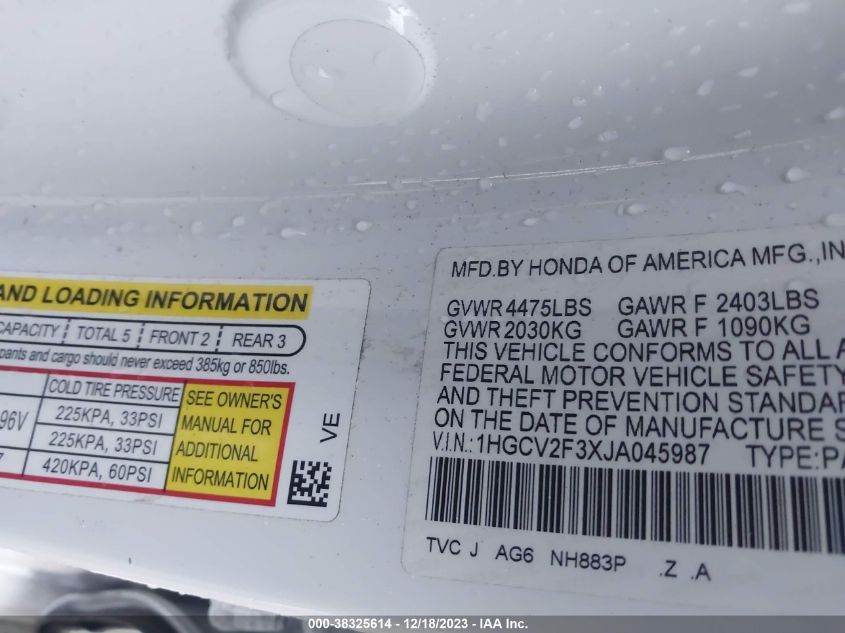 AND LOADING INFORMATION
CAPACITY TOTAL 5 FRONT 2 REAR 3
pants and cargo should never exceed 385kg or 850lbs.
COLD TIRE PRESSURE
96V 225KPA, 33PSI
225KPA, 33PSI
420KPA, 60PSI
SEE OWNER'S
MANUAL FOR
ADDITIONAL
INFORMATION
VE
MFD.BY HONDA OF AMERICA MFG.,IN
GVWR 4475LBS GAWR F 2403LBS
GVWR 2030KG GAWR F 1090KG
THIS VEHICLE CONFORMS TO ALL A
FEDERAL MOTOR VEHICLE SAFETY
AND THEFT PREVENTION STANDAR
ON THE DATE OF MANUFACTURE S
V.I.N.: 1HGCV2F3XJA045987 TYPE:PA
TVC J AG6 NH883P .Z .A
000-38325614 - 12/18/2023 - IAA Inc.